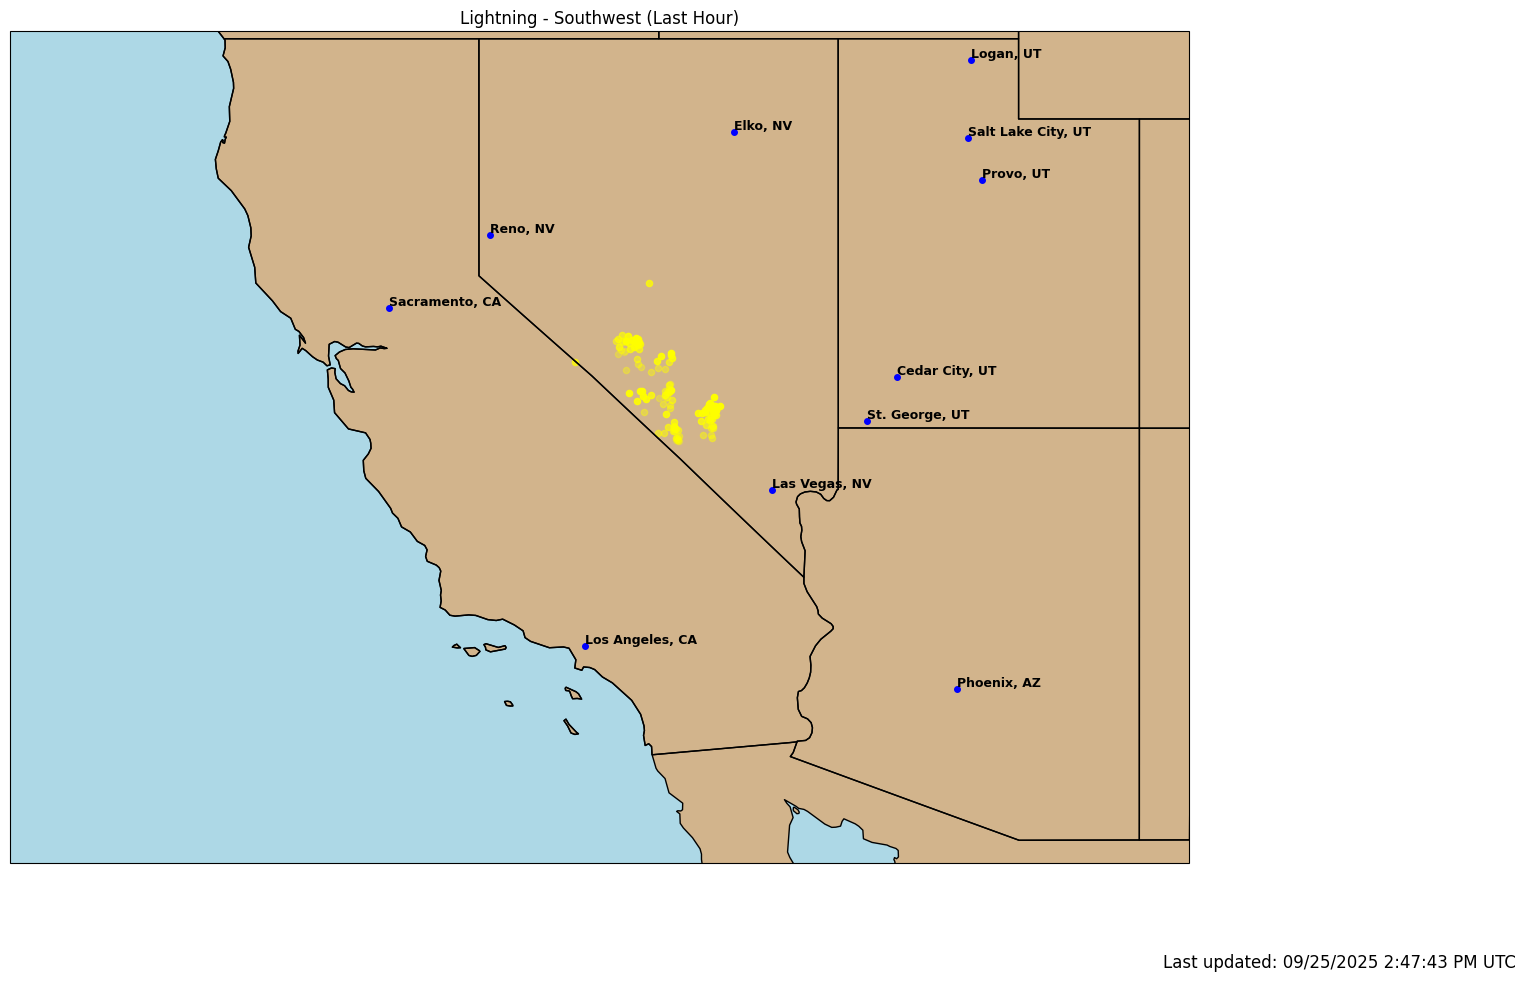 Lightning - Southwest (Last Hour)
Logan, UT
Elko, NV
Salt Lake City, UT
Provo, UT
Reno, NV
Sacramento, CA
Cedar City, UT
St. George, UT
Las Vegas, NV
Los Angeles, CA
Phoenix, AZ
Last updated: 09/25/2025 2:47:43 PM UTC